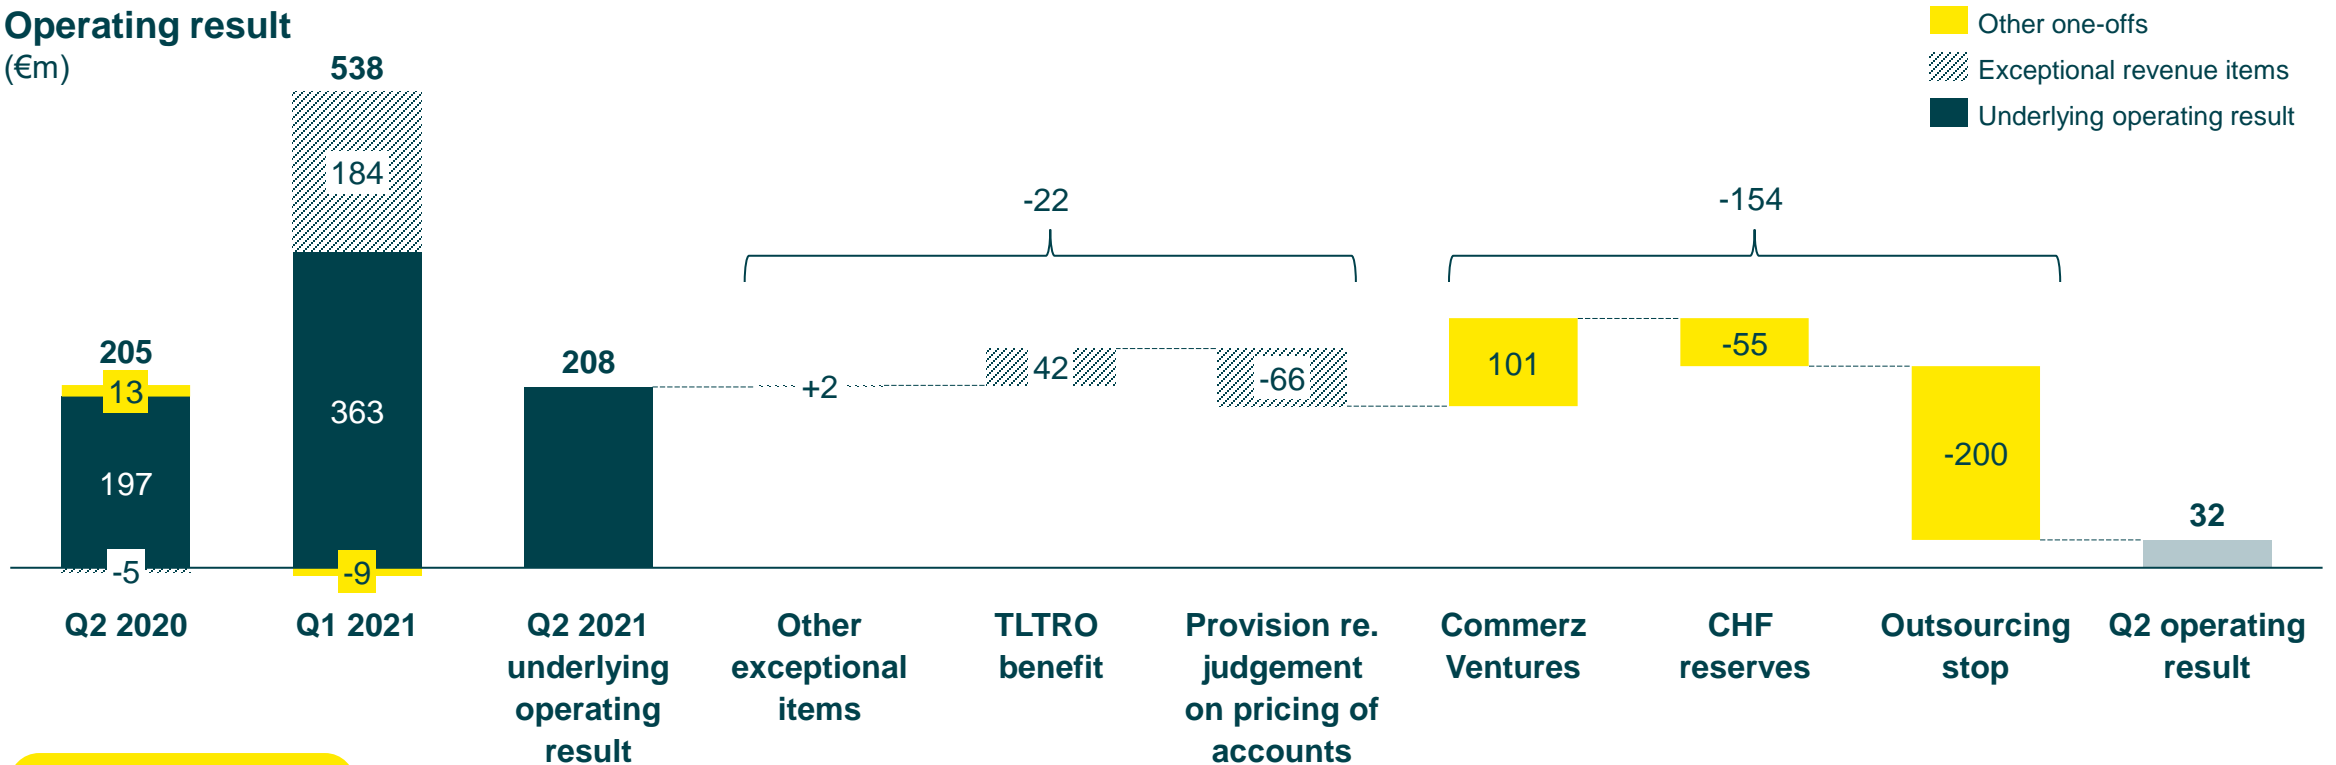 Operating result
(€m)
Other one-offs
Exceptional revenue items
Underlying operating result
538
184
363
-9
205
13
197
-5
208
-22
+2
42
-66
-154
101
-55
-200
32
Q2 2020
Q1 2021
Q2 2021
underlying
operating
result
Other
exceptional
items
TLTRO
benefit
Provision re.
judgement
on pricing of
accounts
Commerz
Ventures
CHF
reserves
Outsourcing
stop
Q2 operating
result